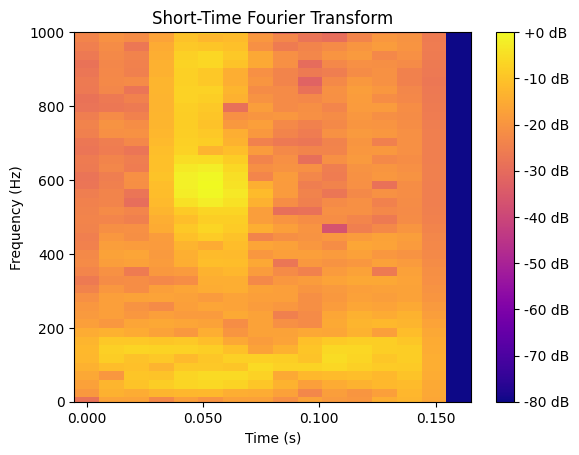 Short-Time Fourier Transform
Frequency (Hz)
1000
800
600
400
200
0
0.000
0.050
0.100
0.150
Time (s)
+0 dB
-10 dB
-20 dB
-30 dB
-40 dB
-50 dB
-60 dB
-70 dB
-80 dB